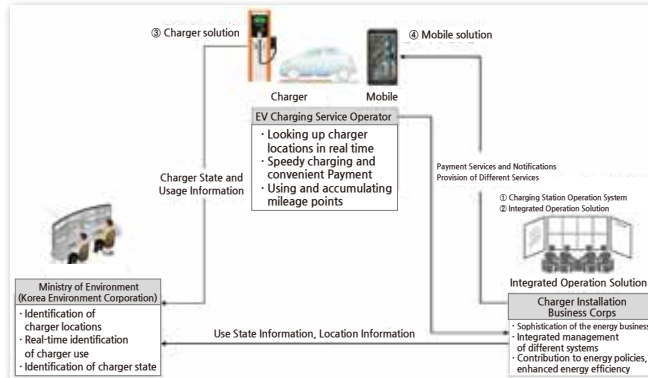 ③ Charger solution
④ Mobile solution
Charger
Mobile
EV Charging Service Operator
· Looking up charger
locations in real time
· Speedy charging and
convenient Payment
· Using and accumulating
mileage points
Charger State and
Usage Information
Payment Services and Notifications
Provision of Different Services
① Charging Station Operation System
② Integrated Operation Solution
Integrated Operation Solution
Ministry of Environment
(Korea Environment Corporation)
· Identification of
charger locations
· Real-time identification
of charger use
· Identification of charger state
Use State Information, Location Information
Charger Installation
Business Corps
· Sophistication of the energy business
· Integrated management
of different systems
· Contribution to energy policies,
enhanced energy efficiency